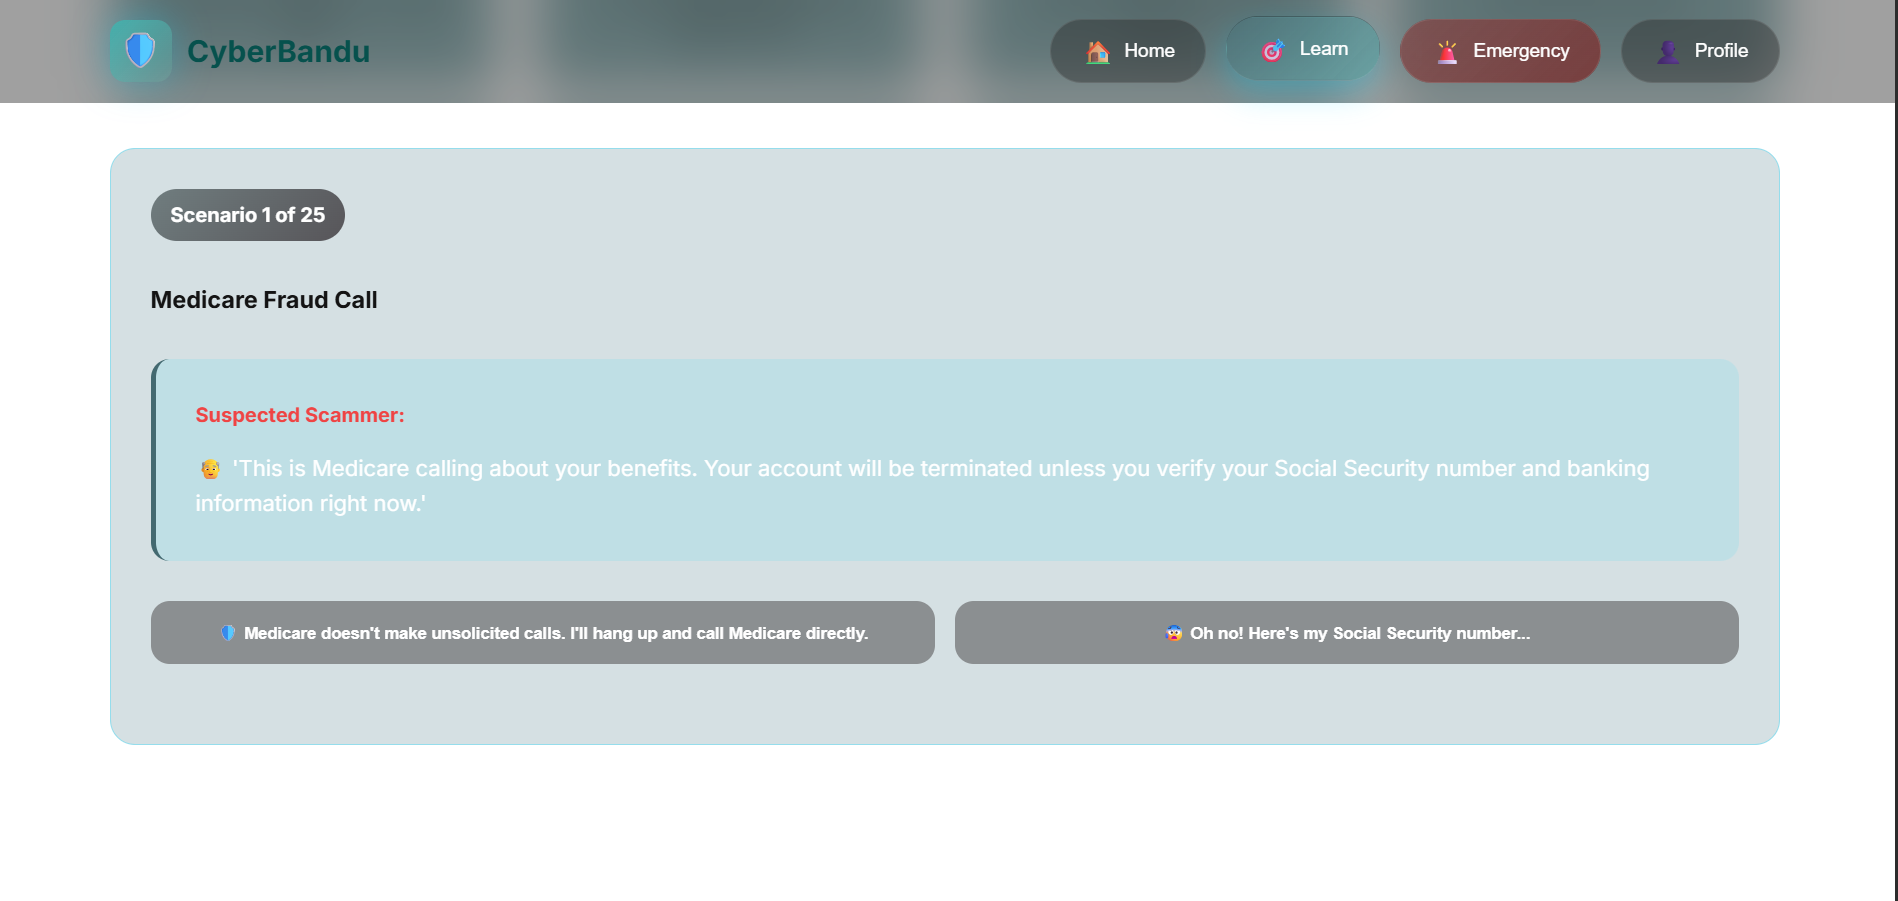 CyberBandu
Home
Learn
Emergency
Profile
Scenario 1 of 25
Medicare Fraud Call
Suspected Scammer:
'This is Medicare calling about your benefits. Your account will be terminated unless you verify your Social Security number and banking
information right now.'
Medicare doesn't make unsolicited calls. I'll hang up and call Medicare directly.
Oh no! Here's my Social Security number...